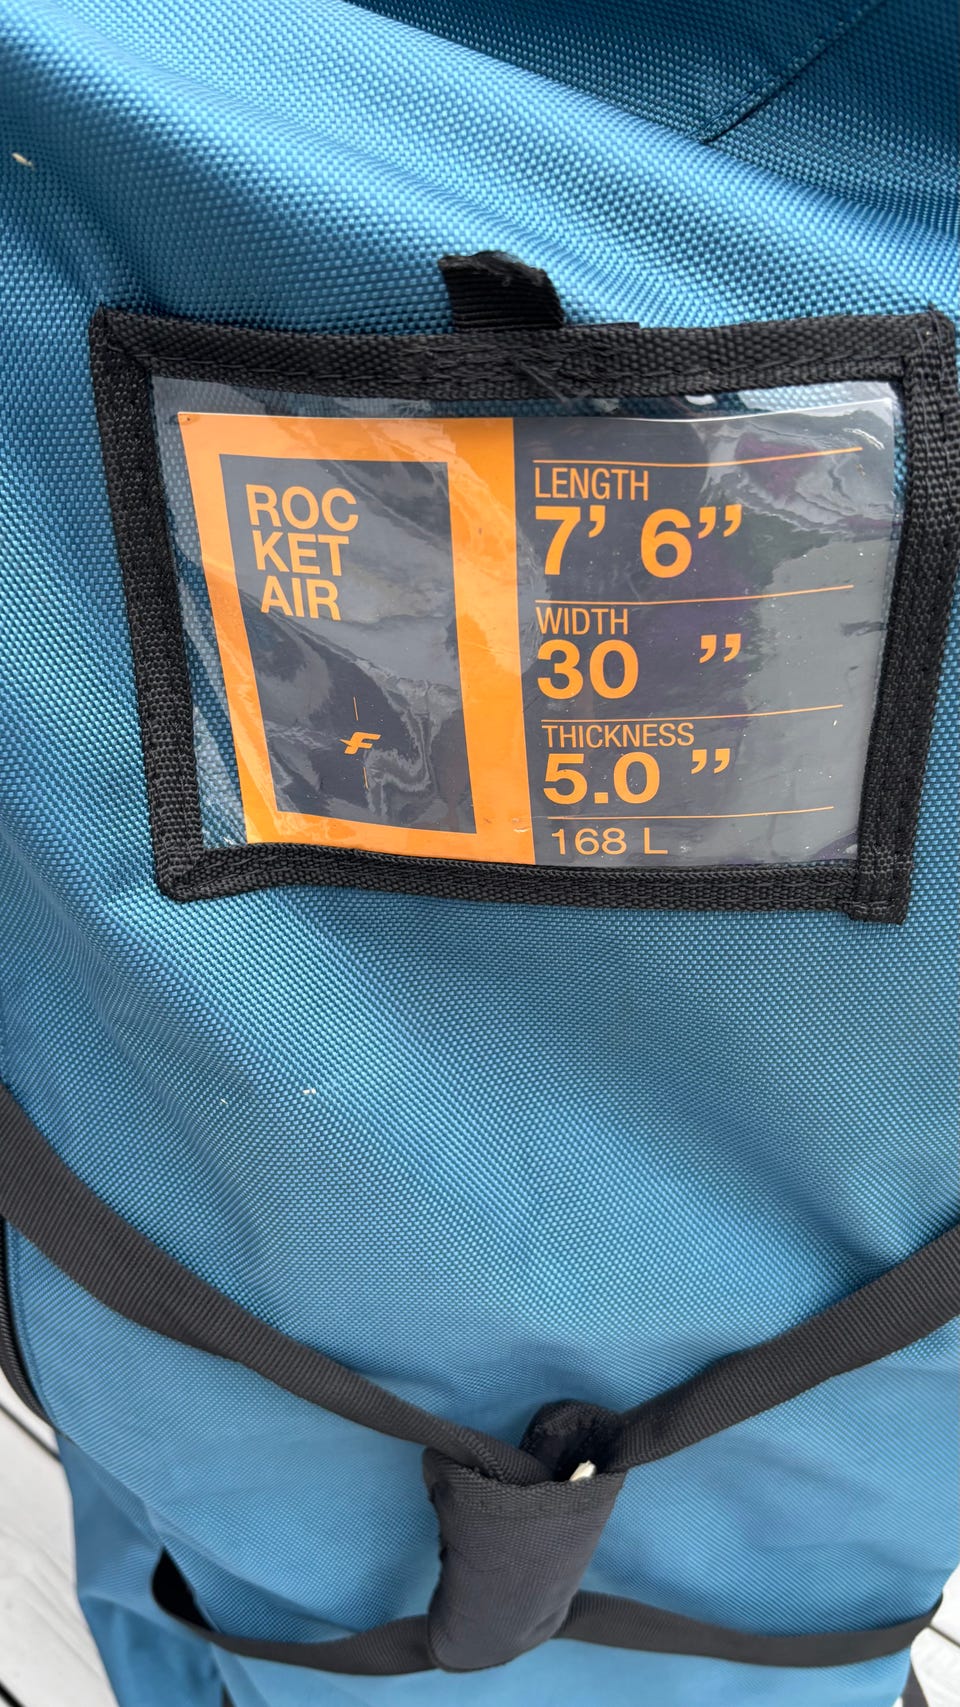 ROC
KET
AIR
F
LENGTH
7’ 6”
WIDTH
30 ”
THICKNESS
5.0 ”
168 L